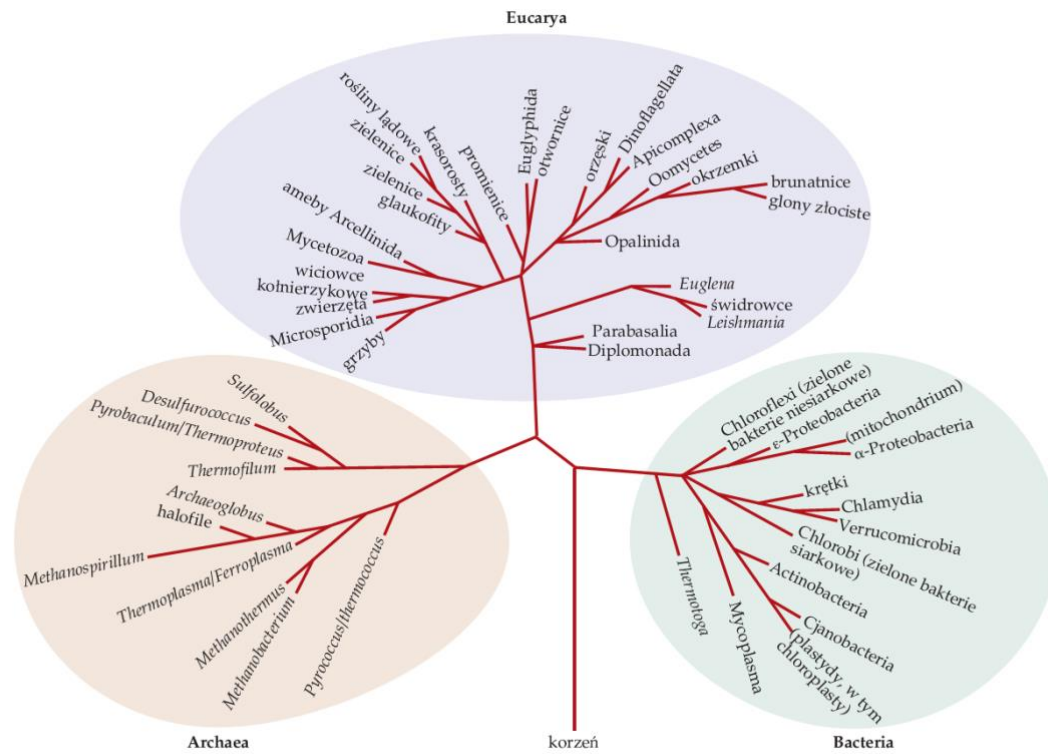 Eucarya
rośliny lądowe
zielenice
zielenice
glaukofity
krasorosty
promienice
Euglyphida
otwornice
orzęski
Dinoflagellata
Apicomplexa
Oomycetes
okrzemki
brunatnice
glony złociste
Opalinida
ameby Arcellinida
Mycetozoa
wiciowce
kołnierzykowe
zwierzęta
Microsporidia
grzyby
Euglena
świdrowce
Leishmania
Parabasalia
Diplomonada
Sulfolobus
Desulfurococcus
Pyrobaculum/Thermoproteus
Thermofilum
Archaeoglobus
halofile
Methanospirillum
Thermoplasma/Ferroplasma
Methanothermus
Methanobacterium
Pyrococcus/thermococcus
Archaea
Chloroflexi (zielone
bakterie niesiarkowe)
ε-Proteobacteria
(mitochondrium)
α-Proteobacteria
krętki
Chlamydia
Verrucomicrobia
Chlorobi (zielone bakterie
siarkowe)
Actinobacteria
Cjanobacteria
(plastydy, w tym
chloroplasty)
Mycoplasma
Thermotoga
korzeń
Bacteria